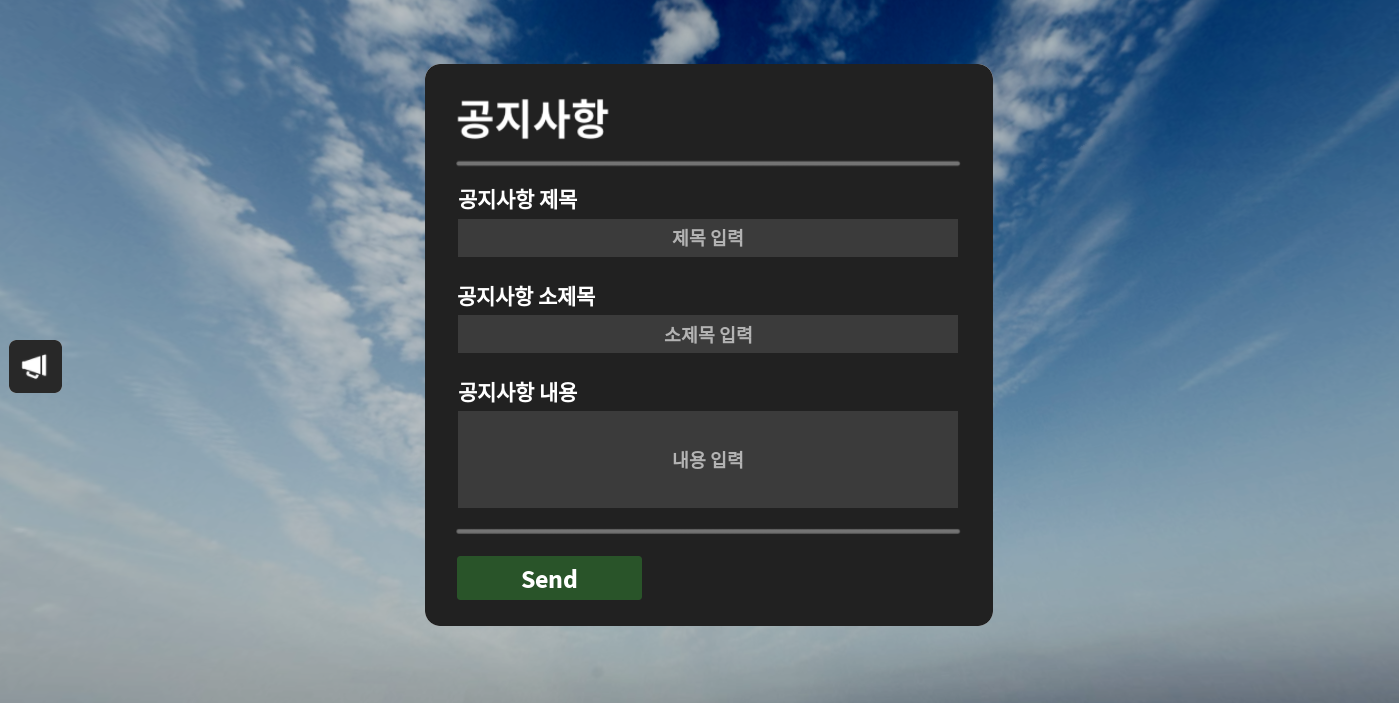 공지사항
공지사항 제목
제목 입력
공지사항 소제목
소제목 입력
공지사항 내용
내용 입력
Send